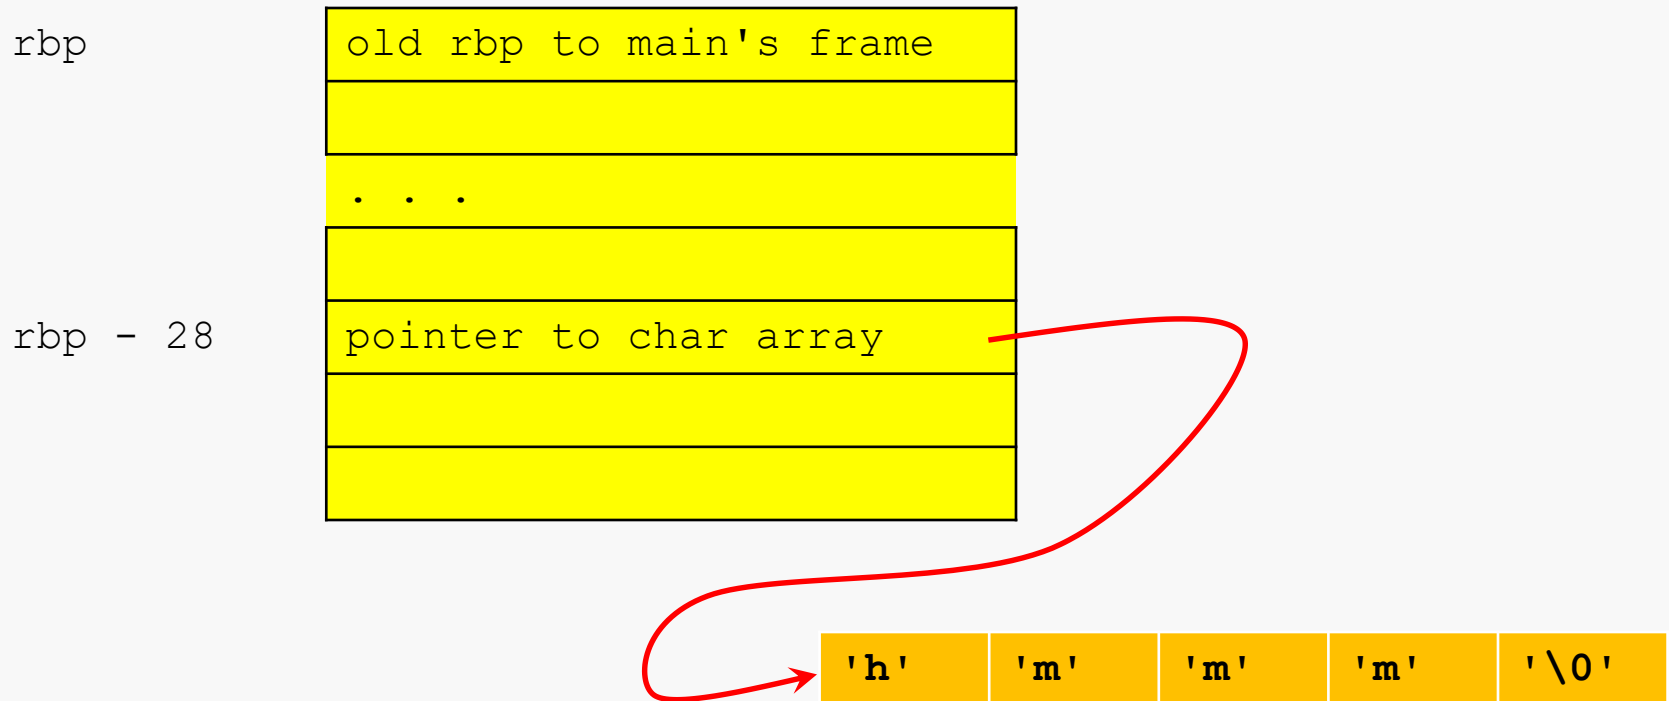 rbp old rbp to main's frame
. . .
rbp - 28 pointer to char array
'h' 'm' 'm' 'm' '\0'